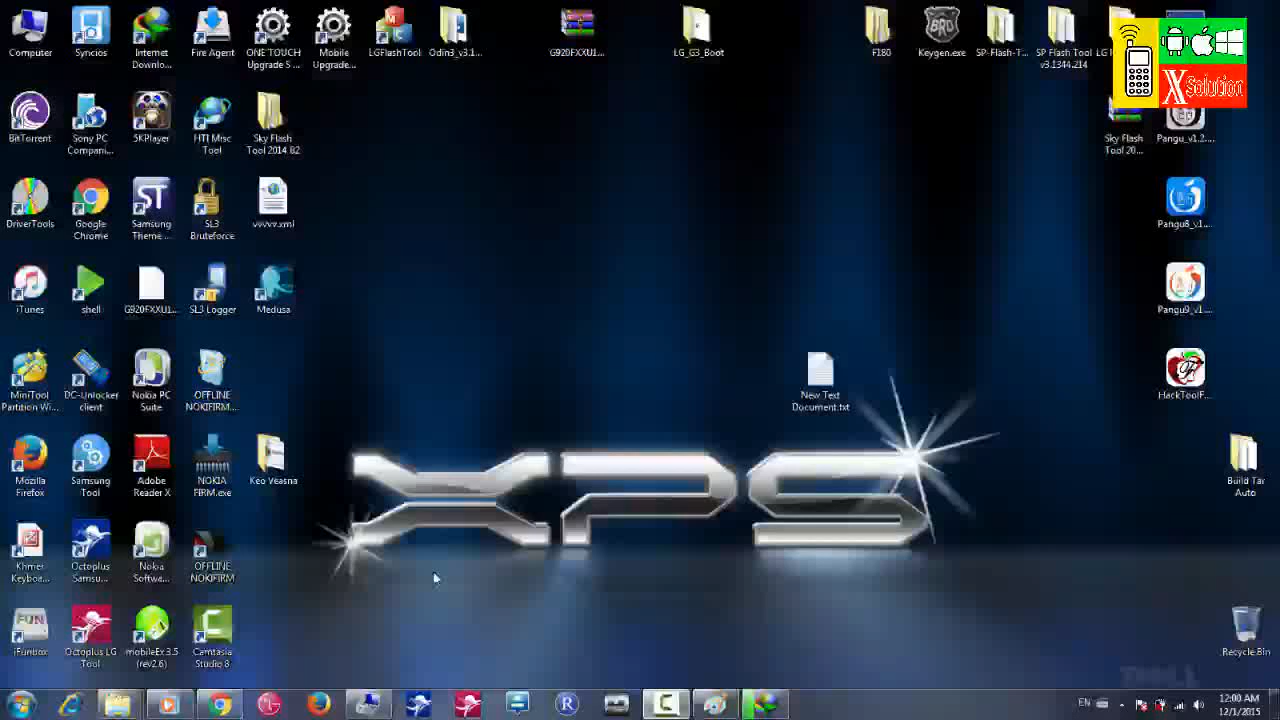 Computer
Syncios
Internet
Downlo...
Fire Agent
ONE TOUCH
Upgrade S ...
Mobile
Upgrade...
LGFlashTool
Odin3_v3.1...
G920FXXU1...
LG_G3_Boot
F180
Keygen.exe
SP-Flash-T...
SP Flash Tool
v3.1344.214
X Solution
BitTorrent
Sony PC
Compani...
5KPlayer
HTI Misc
Tool
Sky Flash
Tool 2014 02
Sky Flash
Tool 20...
Pangu_v1.2....
DriverTools
Google
Chrome
Samsung
Theme ...
SL3
Bruteforce
vvvvv.xml
Pangu8_v1....
iTunes
shell
G920FXXU1...
SL3 Logger
Medusa
Pangu9_v1....
MiniTool
Partition Wi...
DC-Unlocker
client
Nokia PC
Suite
OFFLINE
NOKIFIRM....
New Text
Document.txt
HackToolF...
Mozilla
Firefox
Samsung
Tool
Adobe
Reader X
NOKIA
FIRM.exe
Keo Veasna
Build Tar
Auto
XPS
Khmer
Keyboa...
Octoplus
Samsu...
Nokia
Softwa...
OFFLINE
NOKIFIRM
iFunbox
Octoplus LG
Tool
mobileEx 3.5
(rev2.6)
Camtasia
Studio 8
Recycle Bin
DELL
EN
12:00 AM
12/1/2015